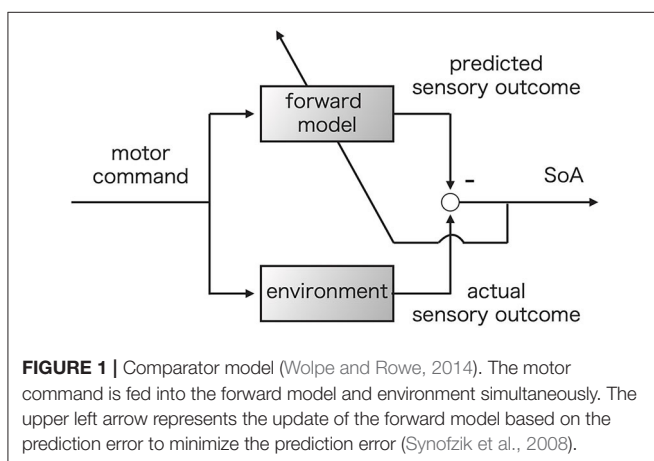 predicted
sensory outcome
forward
model
motor
command
-
SoA
environment
actual
sensory outcome
FIGURE 1 | Comparator model (Wolpe and Rowe, 2014). The motor
command is fed into the forward model and environment simultaneously. The
upper left arrow represents the update of the forward model based on the
prediction error to minimize the prediction error (Synofzik et al., 2008).